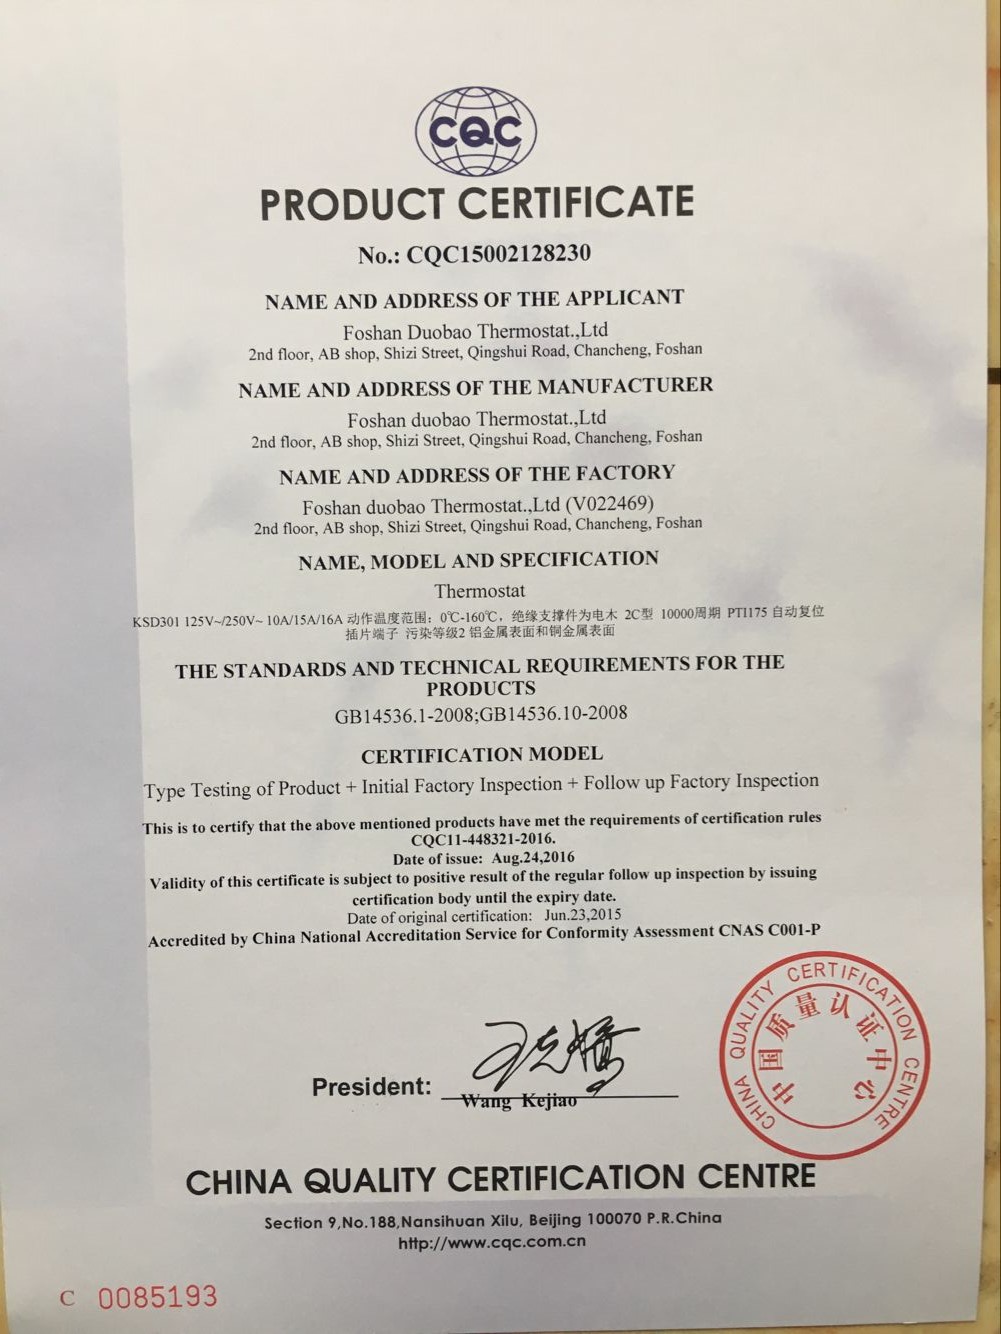 CQC
PRODUCT CERTIFICATE
No.: CQC15002128230
NAME AND ADDRESS OF THE APPLICANT
Foshan Duobao Thermostat.,Ltd
2nd floor, AB shop, Shizi Street, Qingshui Road, Chancheng, Foshan
NAME AND ADDRESS OF THE MANUFACTURER
Foshan duobao Thermostat.,Ltd
2nd floor, AB shop, Shizi Street, Qingshui Road, Chancheng, Foshan
NAME AND ADDRESS OF THE FACTORY
Foshan duobao Thermostat.,Ltd (V022469)
2nd floor, AB shop, Shizi Street, Qingshui Road, Chancheng, Foshan
NAME, MODEL AND SPECIFICATION
Thermostat
KSD301 125V~/250V~ 10A/15A/16A 动作温度范围：0℃-160℃，绝缘支撑件为电木 2C型 10000周期 PTI175 自动复位
插片端子 污染等级2 铝金属表面和铜金属表面
THE STANDARDS AND TECHNICAL REQUIREMENTS FOR THE
PRODUCTS
GB14536.1-2008;GB14536.10-2008
CERTIFICATION MODEL
Type Testing of Product + Initial Factory Inspection + Follow up Factory Inspection
This is to certify that the above mentioned products have met the requirements of certification rules
CQC11-448321-2016.
Date of issue: Aug.24,2016
Validity of this certificate is subject to positive result of the regular follow up inspection by issuing
certification body until the expiry date.
Date of original certification: Jun.23,2015
Accredited by China National Accreditation Service for Conformity Assessment CNAS C001-P
CHINA QUALITY CERTIFICATION CENTRE
中国质量认证中心
President:
Wang Kejiao
CHINA QUALITY CERTIFICATION CENTRE
Section 9,No.188,Nansihuan Xilu, Beijing 100070 P.R.China
http://www.cqc.com.cn
C 0085193